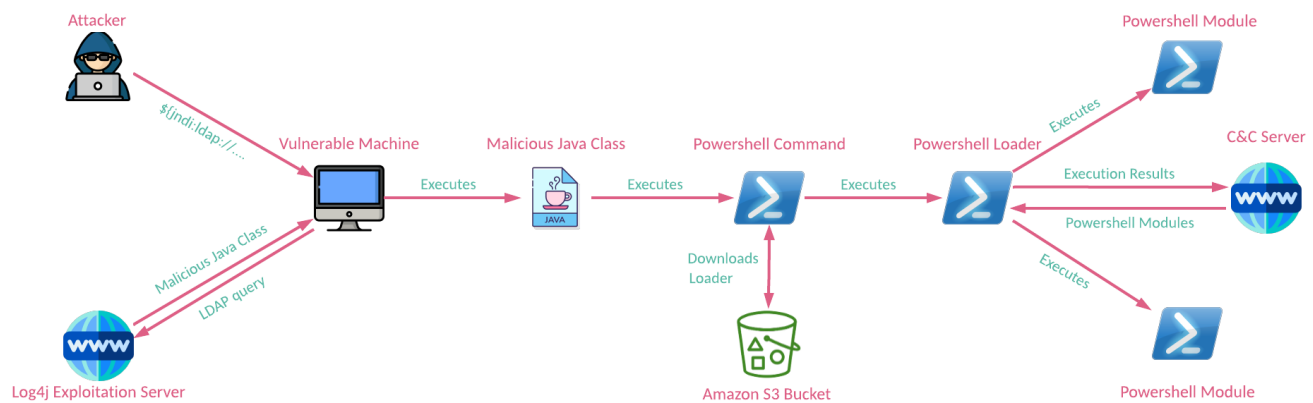 Attacker
Powershell Module
${jndi:ldap://....
Executes
Vulnerable Machine
Malicious Java Class
Powershell Command
Powershell Loader
C&C Server
Executes
Executes
Executes
Execution Results
JAVA
www
Powershell Modules
Malicious Java Class
LDAP query
Downloads
Loader
Executes
www
Log4j Exploitation Server
Amazon S3 Bucket
Powershell Module